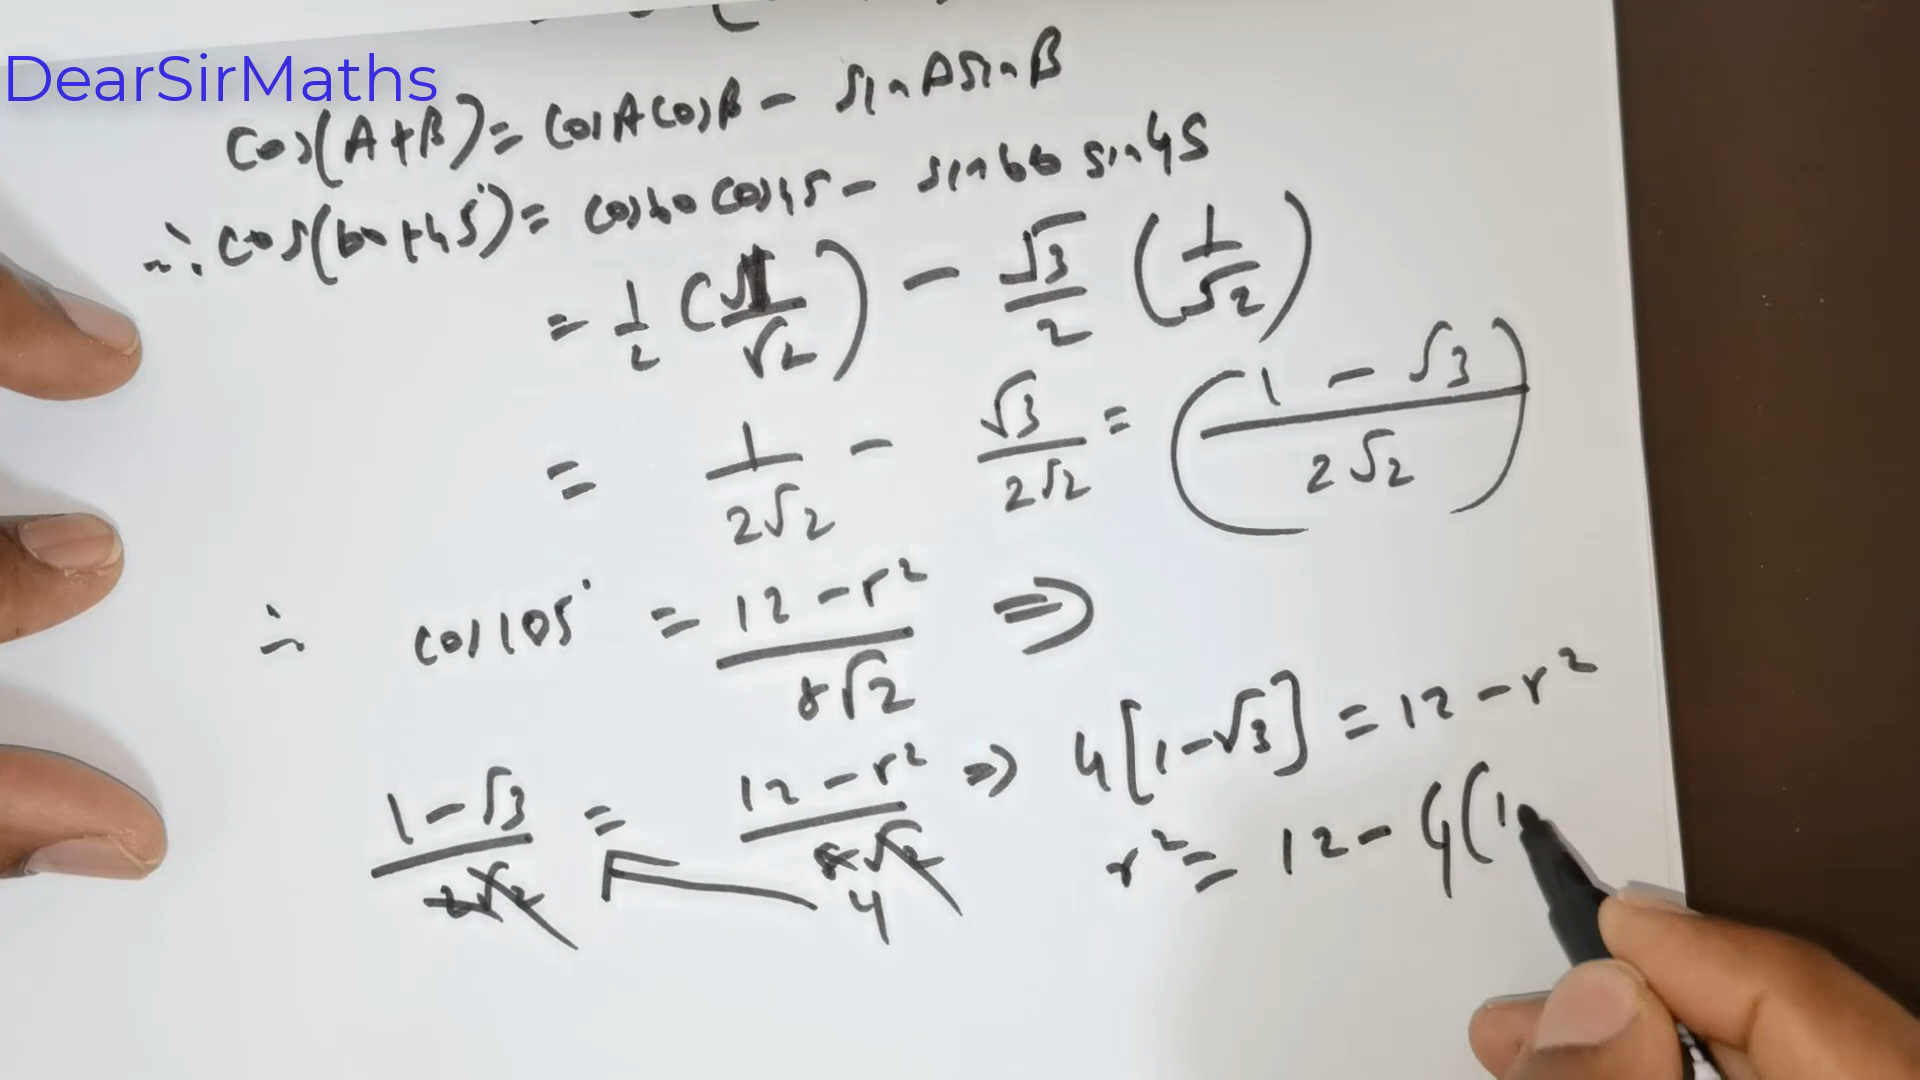 DearSirMaths
Cos(A+B)= CosACosB - SinASinB
∴ cos(60+45°)= cos60 cos45 - sin60 sin45
= 1/2 (1/√2) - √3/2 (1/√2)
= 1/2√2 - √3/2√2 = (1 - √3/2√2)
∴ cos105° = 12-r²/8√2 ⇒
1-√3/2√2 = 12-r²/8√2 ⇒ 4[1-√3] = 12-r²
4
r² = 12 - 4(1